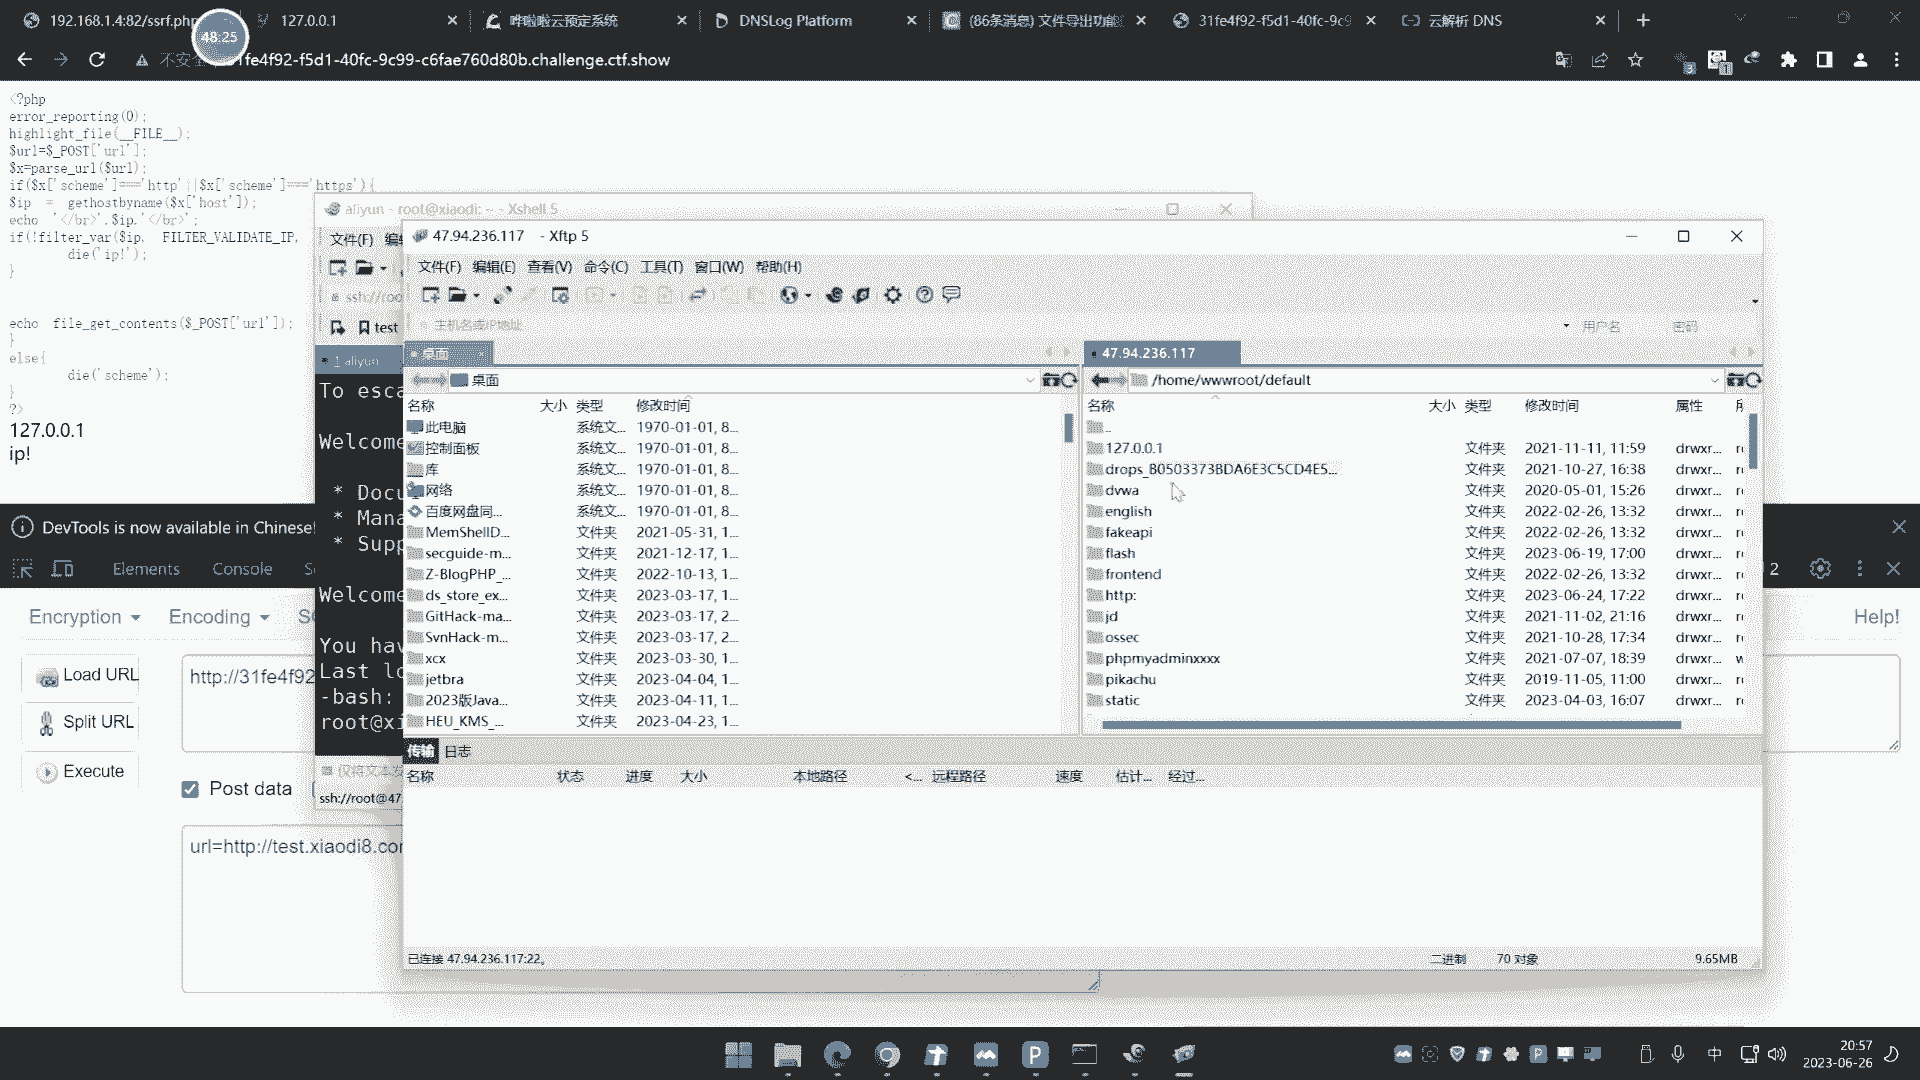 192.168.1.4:82/ssrf.php
127.0.0.1
哗啦啦云预定系统
DNSLog Platform
(86条消息) 文件导出功能
31fe4f92-f5d1-40fc-9c9
云解析 DNS
48:25
不安全
31fe4f92-f5d1-40fc-9c99-c6fae760d80b.challenge.ctf.show
<?php
error_reporting(0);
highlight_file(__FILE__);
$url=$_POST['url'];
$x=parse_url($url);
if($x['scheme']==='http'||$x['scheme']==='https'){
$ip = gethostbyname($x['host']);
echo '</br>'.$ip.'</br>';
if(!filter_var($ip, FILTER_VALIDATE_IP,
die('ip!');
}
echo file_get_contents($_POST['url']);
}
else{
die('scheme');
}
?>
127.0.0.1
ip!
aliyun - root@xiaodi: ~ - Xshell 5
文件(F) 编辑
ssh://roo
test
1 aliyun
To esca
Welcome
* Docu
* Mana
* Supp
Welcome
You hav
Last lo
-bash:
root@xi
仅将文本发
ssh://root@47
47.94.236.117 - Xftp 5
文件(F) 编辑(E) 查看(V) 命令(C) 工具(T) 窗口(W) 帮助(H)
主机名或IP地址 用户名 密码
桌面
桌面
名称 大小 类型 修改时间
此电脑 系统文... 1970-01-01, 8...
控制面板 系统文... 1970-01-01, 8...
库 系统文... 1970-01-01, 8...
网络 系统文... 1970-01-01, 8...
百度网盘同... 系统文... 1970-01-01, 8...
MemShellD... 文件夹 2021-05-31, 1...
secguide-m... 文件夹 2021-12-17, 1...
Z-BlogPHP_... 文件夹 2022-10-13, 1...
ds_store_ex... 文件夹 2023-03-17, 1...
GitHack-ma... 文件夹 2023-03-17, 2...
SvnHack-m... 文件夹 2023-03-17, 2...
xcx 文件夹 2023-03-30, 1...
jetbra 文件夹 2023-04-04, 1...
2023版Java... 文件夹 2023-04-11, 1...
HEU_KMS_... 文件夹 2023-04-23, 1...
47.94.236.117
/home/wwwroot/default
名称 大小 类型 修改时间 属性
..
127.0.0.1 文件夹 2021-11-11, 11:59 drwxr...
drops_B0503373BDA6E3C5CD4E5... 文件夹 2021-10-27, 16:38 drwxr...
dvwa 文件夹 2020-05-01, 15:26 drwxr...
english 文件夹 2022-02-26, 13:32 drwxr...
fakeapi 文件夹 2022-02-26, 13:32 drwxr...
flash 文件夹 2023-06-19, 17:00 drwxr...
frontend 文件夹 2022-02-26, 13:32 drwxr...
http: 文件夹 2023-06-24, 17:22 drwxr...
jd 文件夹 2021-11-02, 21:16 drwxr...
ossec 文件夹 2021-10-28, 17:34 drwxr...
phpmyadminxxxx 文件夹 2021-07-07, 18:39 drwxr...
pikachu 文件夹 2019-11-05, 11:00 drwxr...
static 文件夹 2023-04-03, 16:07 drwxr...
传输 日志
名称 状态 进度 大小 本地路径 <... 远程路径 速度 估计... 经过...
已连接 47.94.236.117:22。 二进制 70 对象 9.65MB
DevTools is now available in Chinese!
Elements Console
2
Encryption Encoding
Help!
Load URL
http://31fe4f92
Split URL
Execute
Post data
url=http://test.xiaodi8.com
中
20:57
2023-06-26